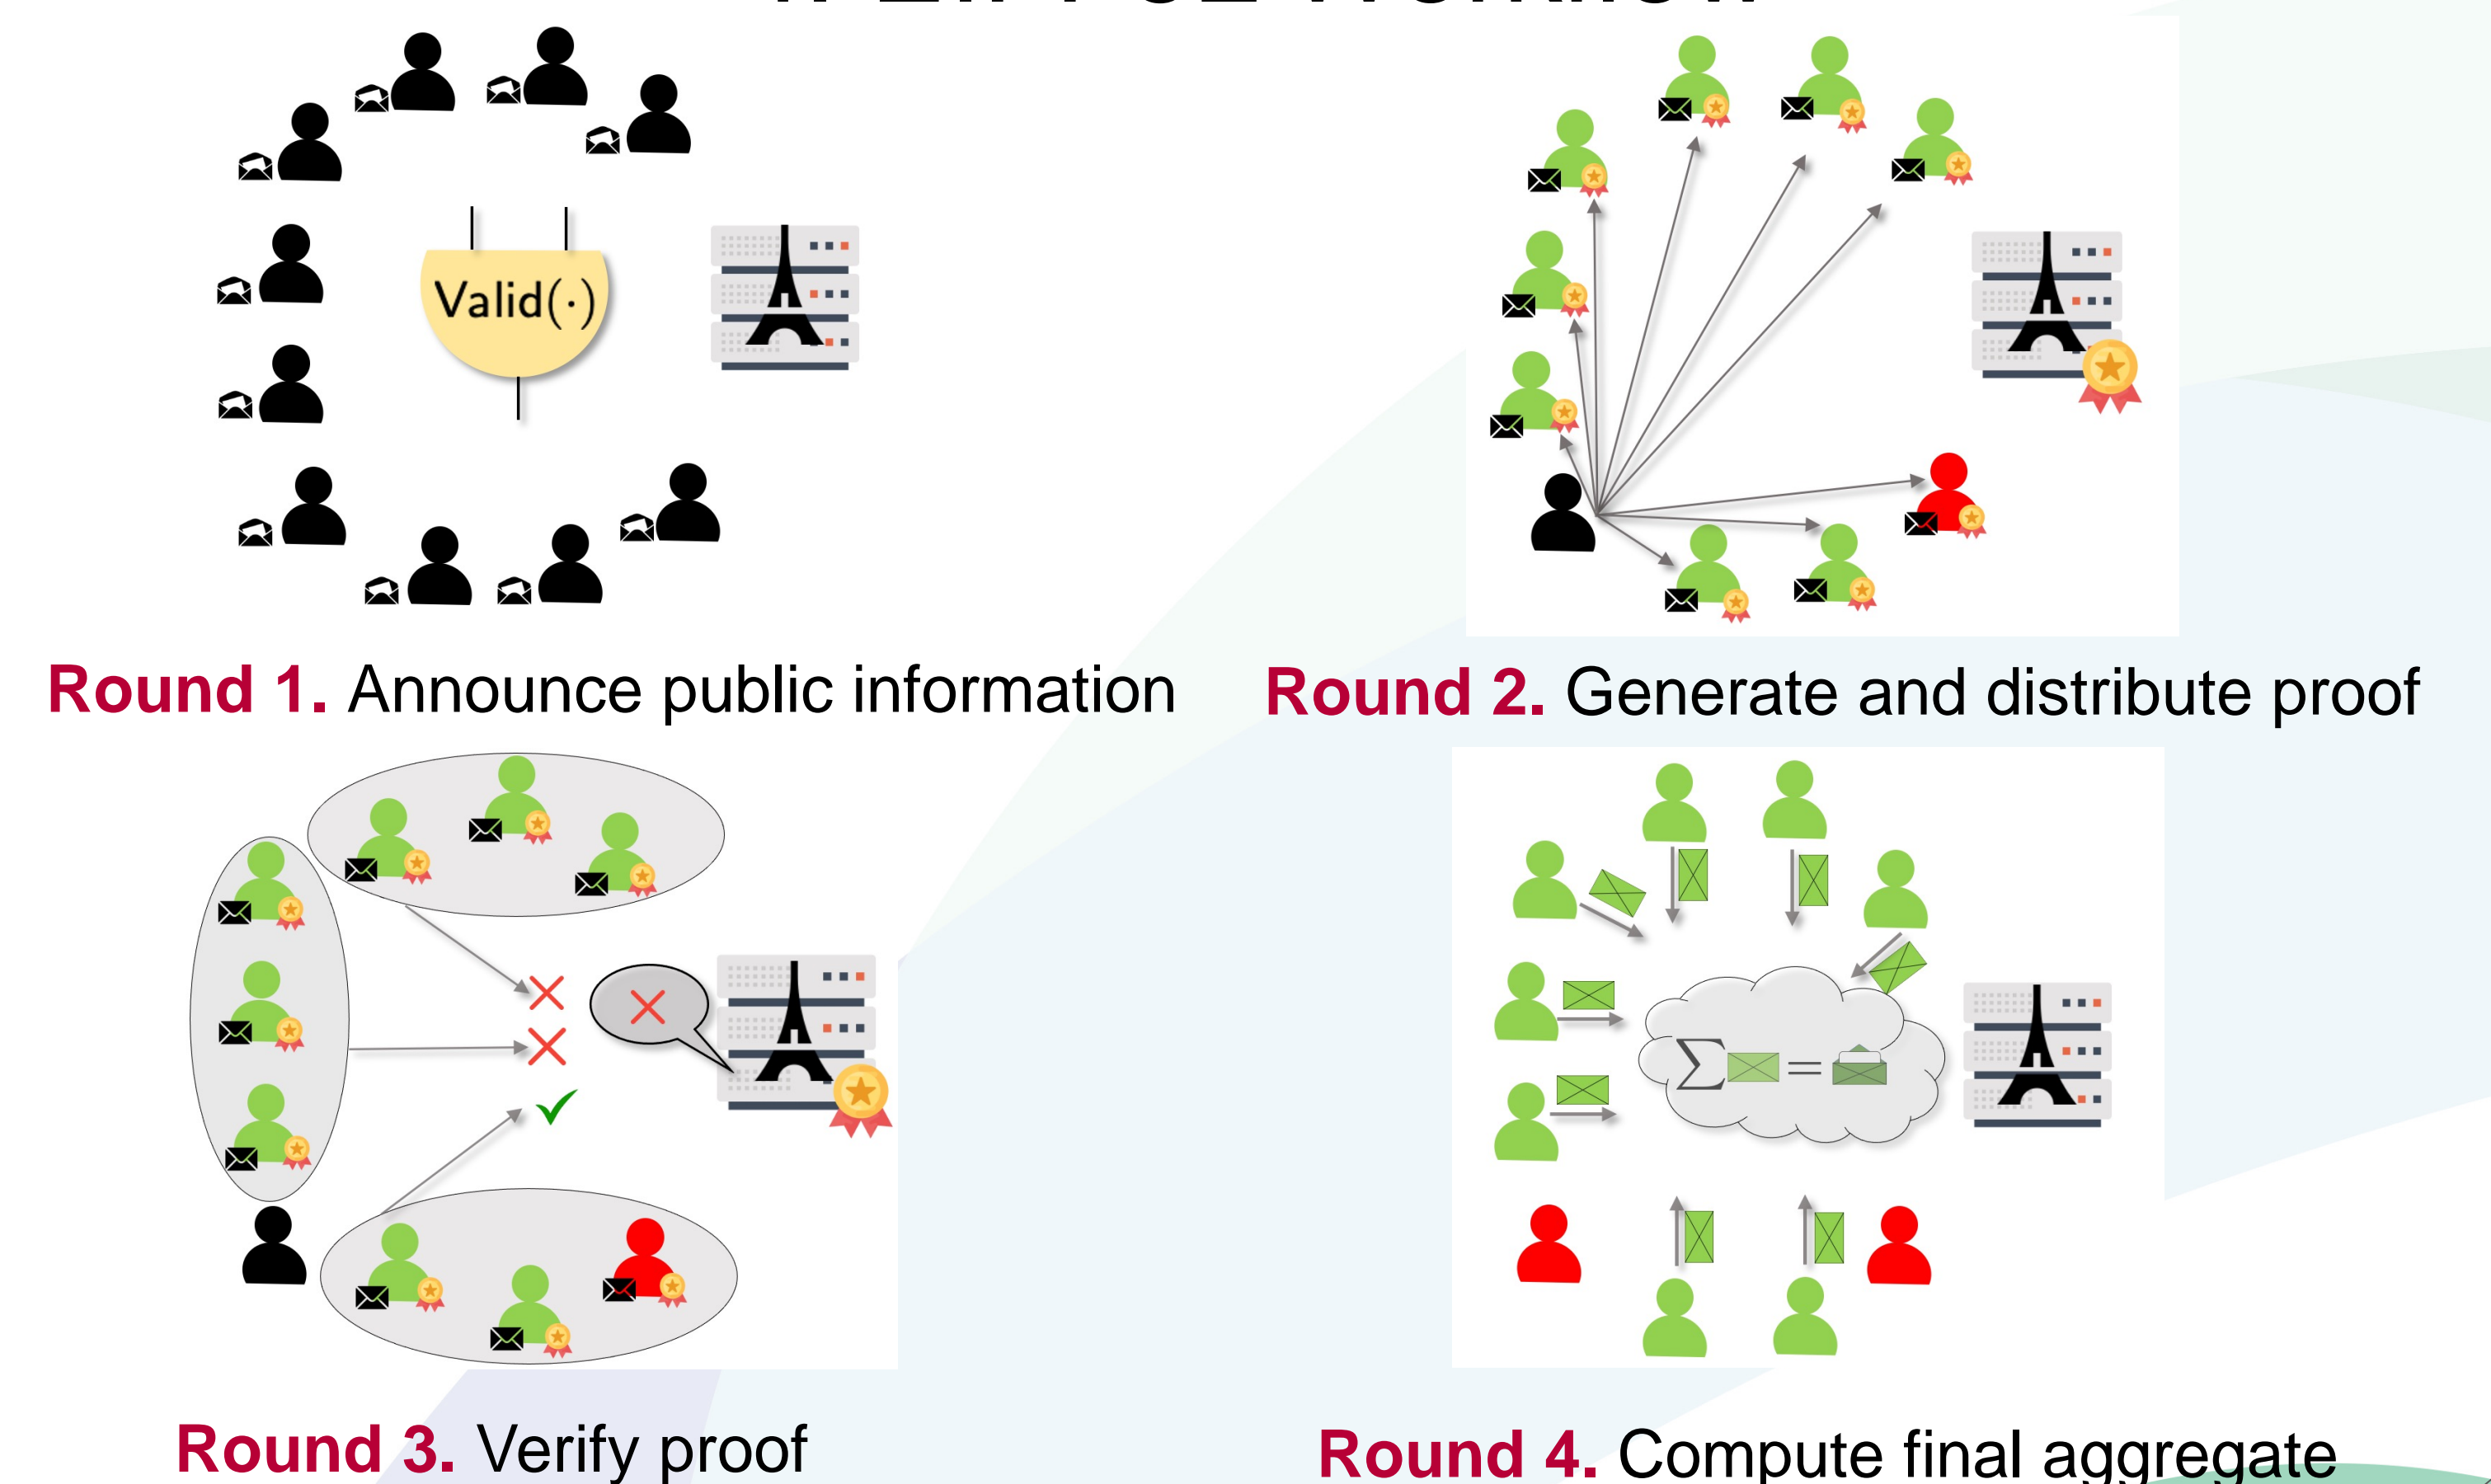 Valid(·)
Round 1. Announce public information
Round 2. Generate and distribute proof
∑ =
Round 3. Verify proof
Round 4. Compute final aggregate